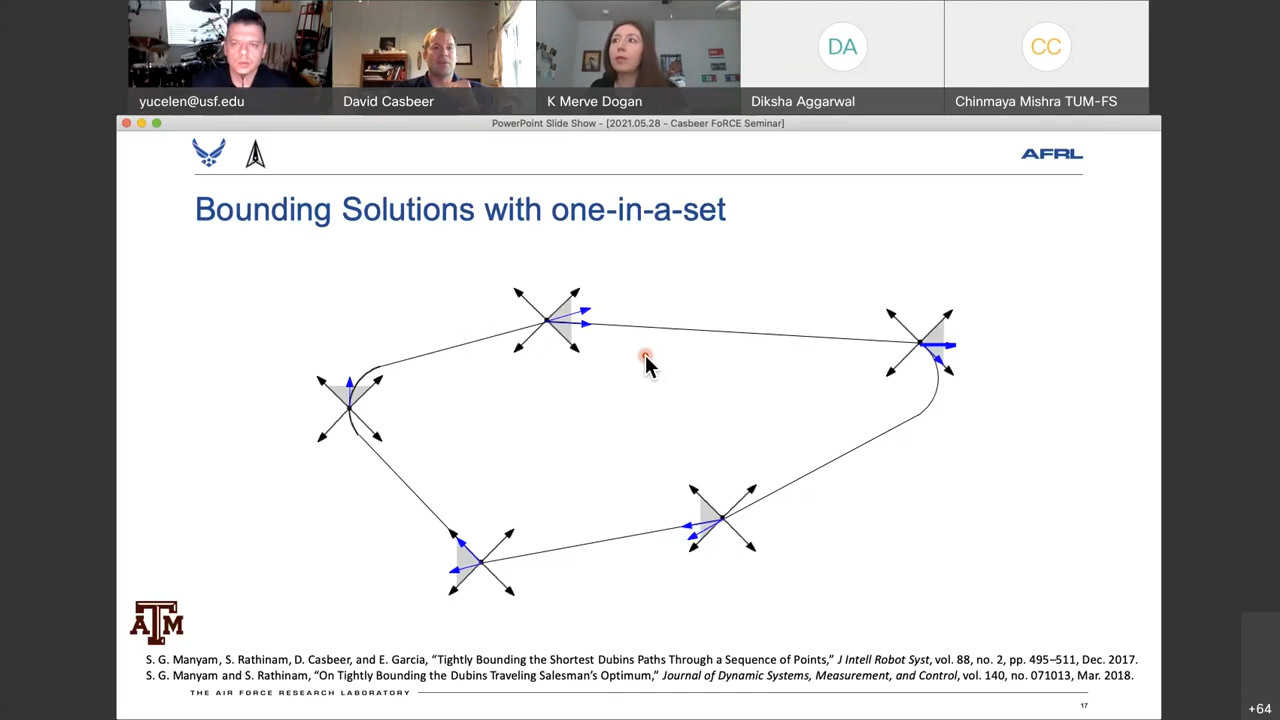 DA
CC
yucelen@usf.edu
David Casbeer
K Merve Dogan
Diksha Aggarwal
Chinmaya Mishra TUM-FS
PowerPoint Slide Show - [2021.05.28 - Casbeer FoRCE Seminar]
AFRL
Bounding Solutions with one-in-a-set
ATM
S. G. Manyam, S. Rathinam, D. Casbeer, and E. Garcia, “Tightly Bounding the Shortest Dubins Paths Through a Sequence of Points,” J Intell Robot Syst, vol. 88, no. 2, pp. 495–511, Dec. 2017.
S. G. Manyam and S. Rathinam, “On Tightly Bounding the Dubins Traveling Salesman’s Optimum,” Journal of Dynamic Systems, Measurement, and Control, vol. 140, no. 071013, Mar. 2018.
THE AIR FORCE RESEARCH LABORATORY
17
+64